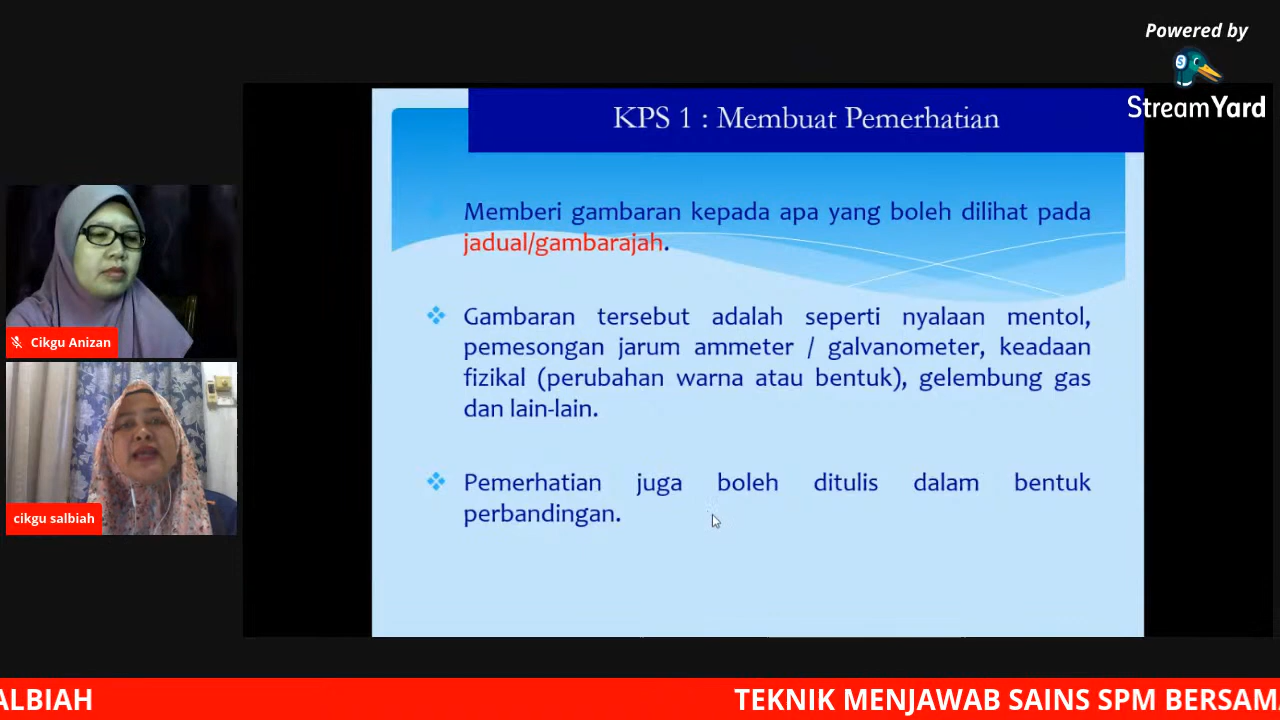 Powered by
StreamYard
KPS 1 : Membuat Pemerhatian
Memberi gambaran kepada apa yang boleh dilihat pada
jadual/gambarajah.
Gambaran tersebut adalah seperti nyalaan mentol,
pemesongan jarum ammeter / galvanometer, keadaan
fizikal (perubahan warna atau bentuk), gelembung gas
dan lain-lain.
Pemerhatian juga boleh ditulis dalam bentuk
perbandingan.
Cikgu Anizan
cikgu salbiah
ALBIAH
TEKNIK MENJAWAB SAINS SPM BERSAMA